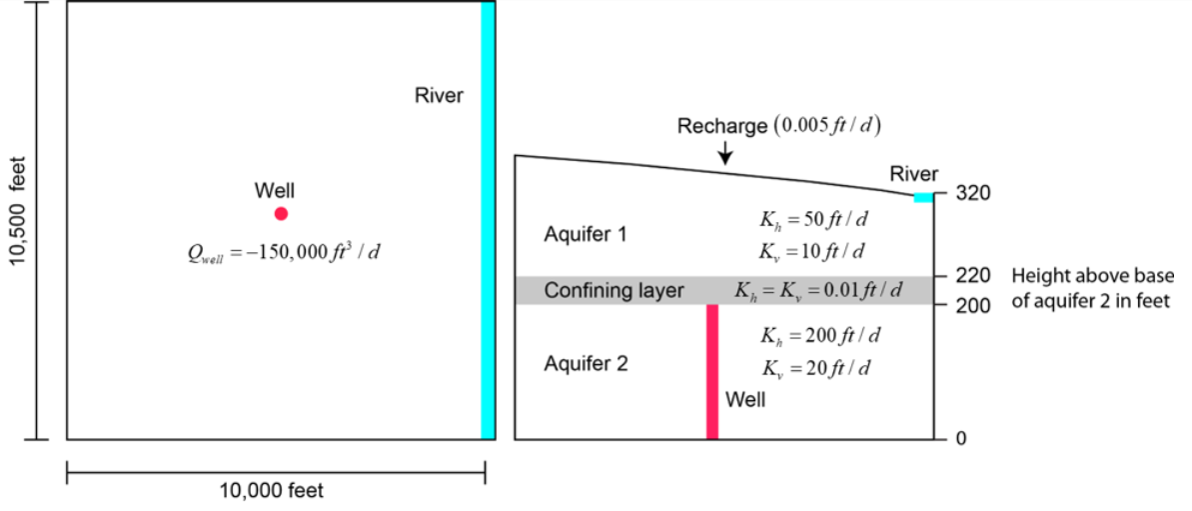 10,500 feet
River
Well
Q_well = −150,000 ft³ / d
10,000 feet
Recharge (0.005 ft / d)
River
320
Aquifer 1
K_h = 50 ft / d
K_v = 10 ft / d
220
Height above base
of aquifer 2 in feet
Confining layer
K_h = K_v = 0.01 ft / d
200
Aquifer 2
K_h = 200 ft / d
K_v = 20 ft / d
Well
0